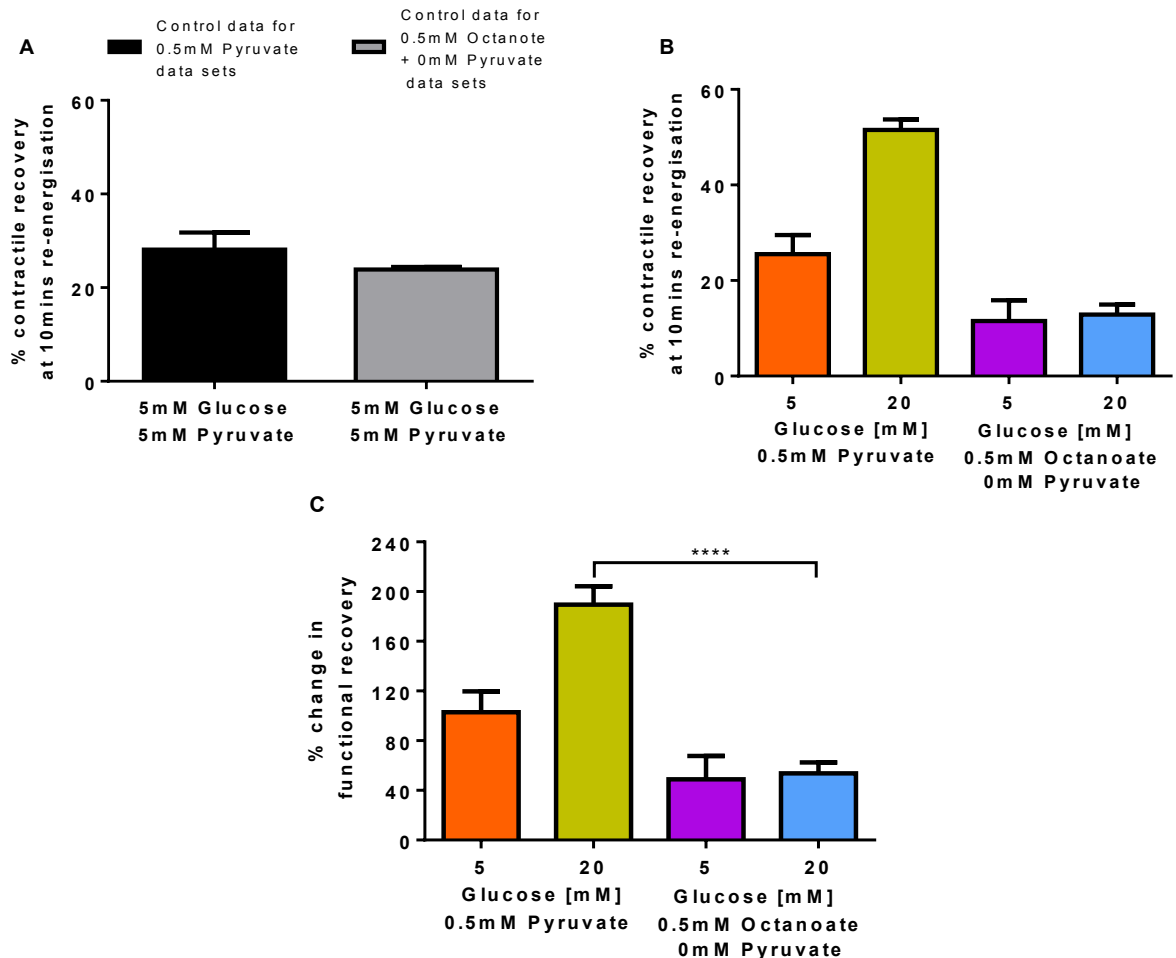 A
Control data for
0.5mM Pyruvate
data sets
Control data for
0.5mM Octanote
+ 0mM Pyruvate
data sets
% contractile recovery
at 10mins re-energisation
60
40
20
0
5mM Glucose
5mM Pyruvate
5mM Glucose
5mM Pyruvate
B
% contractile recovery
at 10mins re-energisation
60
40
20
0
5 20 5 20
Glucose [mM]
0.5mM Pyruvate
Glucose [mM]
0.5mM Octanoate
0mM Pyruvate
C
% change in
functional recovery
240
200
160
120
80
40
0
****
5 20 5 20
Glucose [mM]
0.5mM Pyruvate
Glucose [mM]
0.5mM Octanoate
0mM Pyruvate